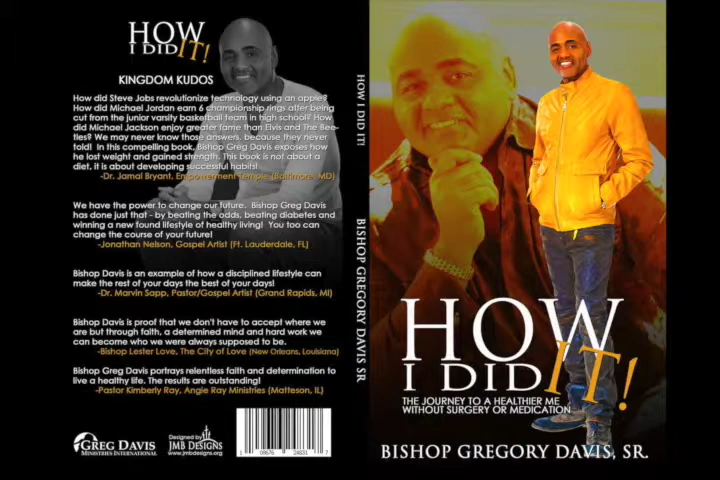 HOW
I DID IT!
KINGDOM KUDOS
How did Steve Jobs revolutionize technology using an apple?
How did Michael Jordan earn 6 championship rings after being
cut from the junior varsity basketball team in high school? How
did Michael Jackson enjoy greater fame than Elvis and The Bee-
tles? We may never know those answers, because they never
told! In this compelling book, Bishop Greg Davis exposes how
he lost weight and gained strength. This book is not about a
diet, it is about developing successful habits!
-Dr. Jamal Bryant, Empowerment Temple (Baltimore, MD)
We have the power to change our future. Bishop Greg Davis
has done just that - by beating the odds, beating diabetes and
winning a new found lifestyle of healthy living! You too can
change the course of your future!
-Jonathan Nelson, Gospel Artist (Ft. Lauderdale, FL)
Bishop Davis is an example of how a disciplined lifestyle can
make the rest of your days the best of your days!
-Dr. Marvin Sapp, Pastor/Gospel Artist (Grand Rapids, MI)
Bishop Davis is proof that we don't have to accept where we
are but through faith, a determined mind and hard work we
can become who we were always supposed to be.
-Bishop Lester Love, The City of Love (New Orleans, Louisiana)
Bishop Greg Davis portrays relentless faith and determination to
live a healthy life. The results are outstanding!
-Pastor Kimberly Ray, Angie Ray Ministries (Matteson, IL)
GREG DAVIS
MINISTRIES INTERNATIONAL
Designed by
JMB DESIGNS
www.jmbdesigns.org
1 09876 24831 7
HOW I DID IT!
BISHOP GREGORY DAVIS SR
HOW
I DID IT!
THE JOURNEY TO A HEALTHIER ME
WITHOUT SURGERY OR MEDICATION
BISHOP GREGORY DAVIS, SR.